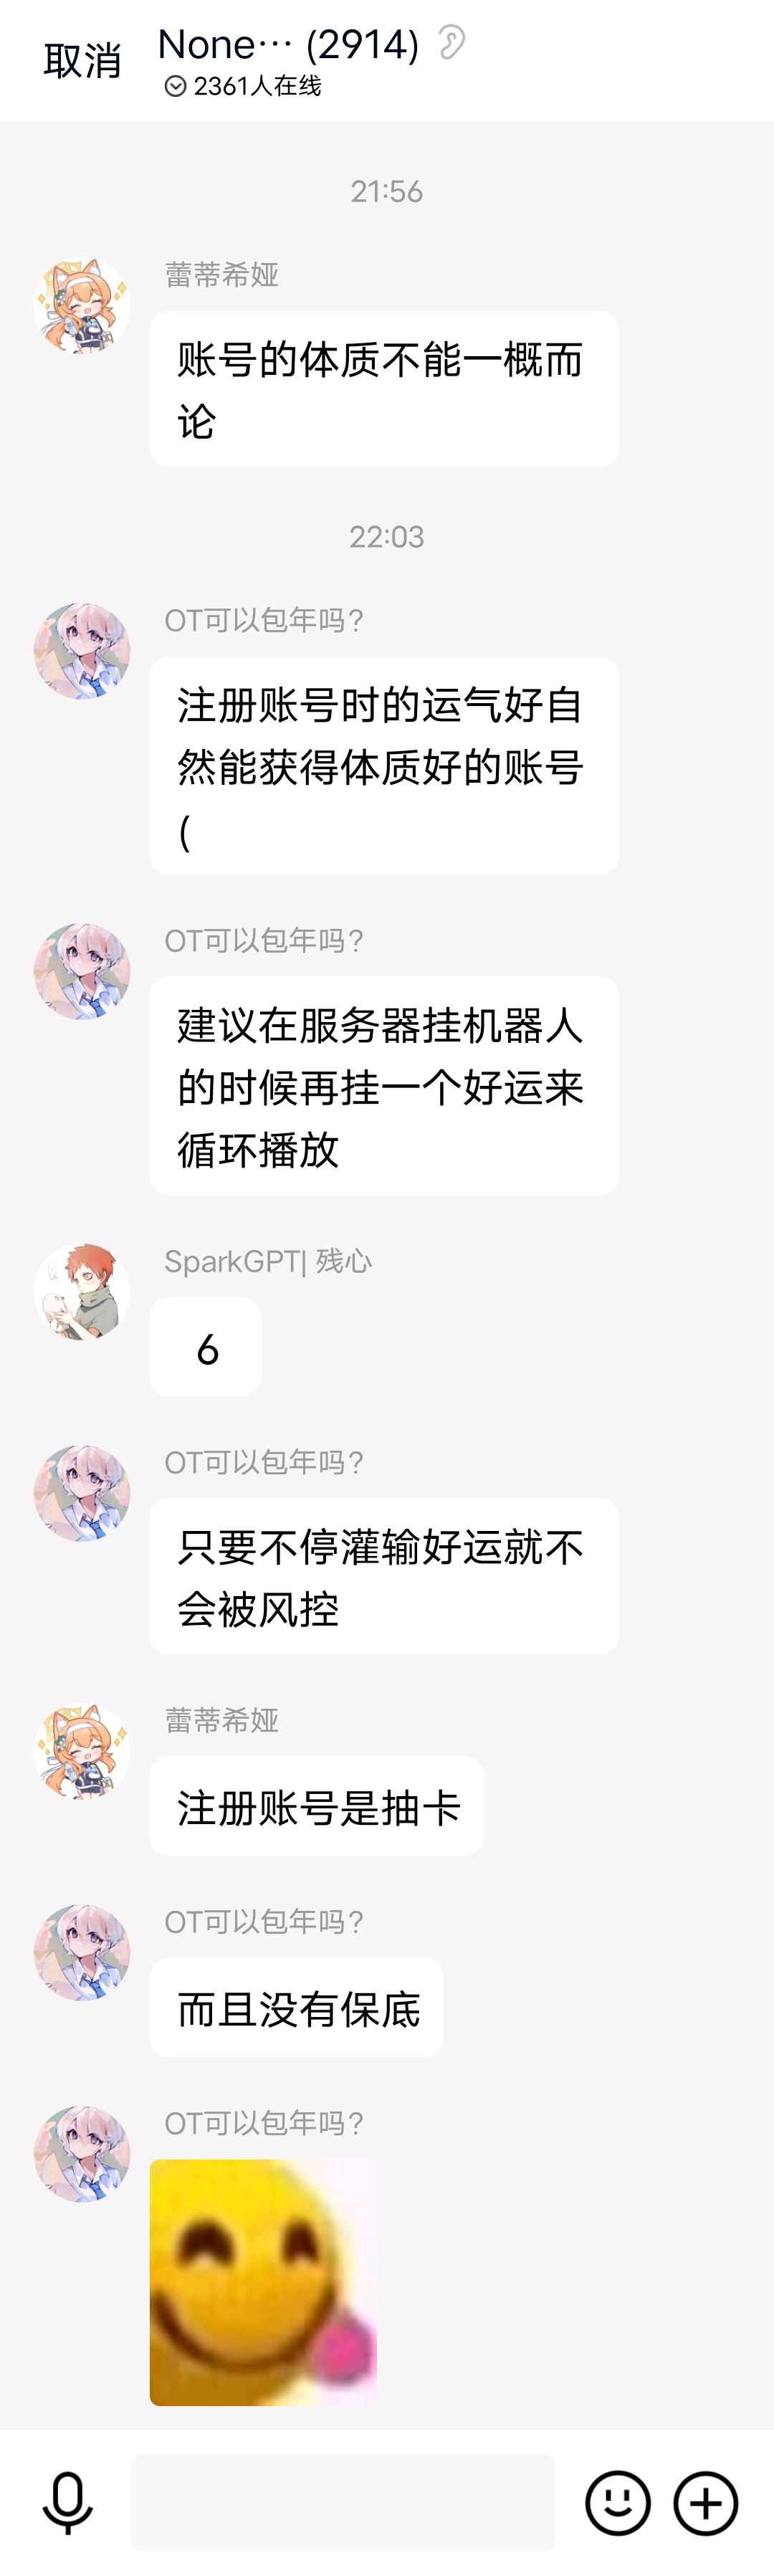 取消
None… (2914)
2361人在线
21:56
蕾蒂希娅
账号的体质不能一概而
论
22:03
OT可以包年吗?
注册账号时的运气好自
然能获得体质好的账号
(
OT可以包年吗?
建议在服务器挂机器人
的时候再挂一个好运来
循环播放
SparkGPT| 残心
6
OT可以包年吗?
只要不停灌输好运就不
会被风控
蕾蒂希娅
注册账号是抽卡
OT可以包年吗?
而且没有保底
OT可以包年吗?